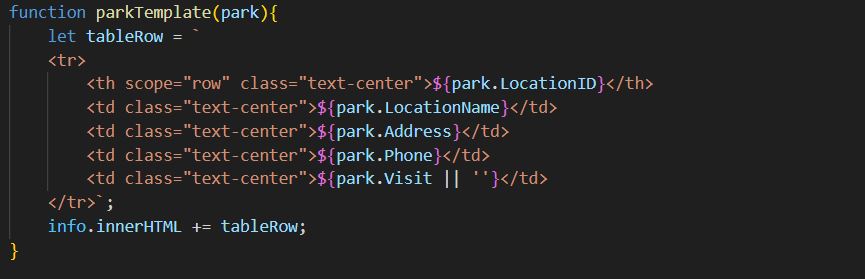 function parkTemplate(park){
let tableRow = `
<tr>
<th scope="row" class="text-center">${park.LocationID}</th>
<td class="text-center">${park.LocationName}</td>
<td class="text-center">${park.Address}</td>
<td class="text-center">${park.Phone}</td>
<td class="text-center">${park.Visit || ''}</td>
</tr>`;
info.innerHTML += tableRow;
}